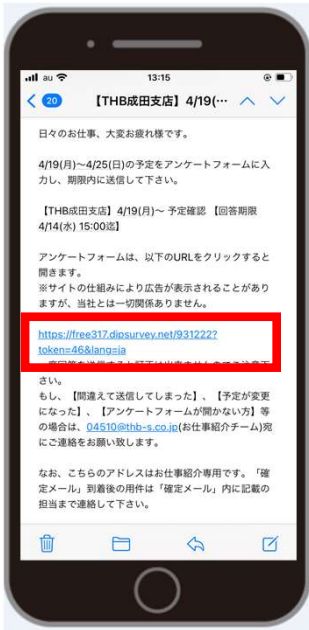 au
13:15
20
【THB成田支店】4/19(…
日々のお仕事、大変お疲れ様です。
4/19(月)～4/25(日)の予定をアンケートフォームに入
力し、期限内に送信して下さい。
【THB成田支店】4/19(月)～ 予定確認 【回答期限
4/14(水) 15:00迄】
アンケートフォームは、以下のURLをクリックすると
開きます。
※サイトの仕組みにより広告が表示されることがあり
ますが、当社とは一切関係ありません。
https://free317.dipsurvey.net/931222?
token=46&lang=ja
さい。
もし、【間違えて送信してしまった】、【予定が変更
になった】、【アンケートフォームが開かない方】等
の場合は、04510@thb-s.co.jp(お仕事紹介チーム)宛
にご連絡をお願い致します。
なお、こちらのアドレスはお仕事紹介専用です。「確
定メール」到着後の用件は「確定メール」内に記載の
担当まで連絡して下さい。